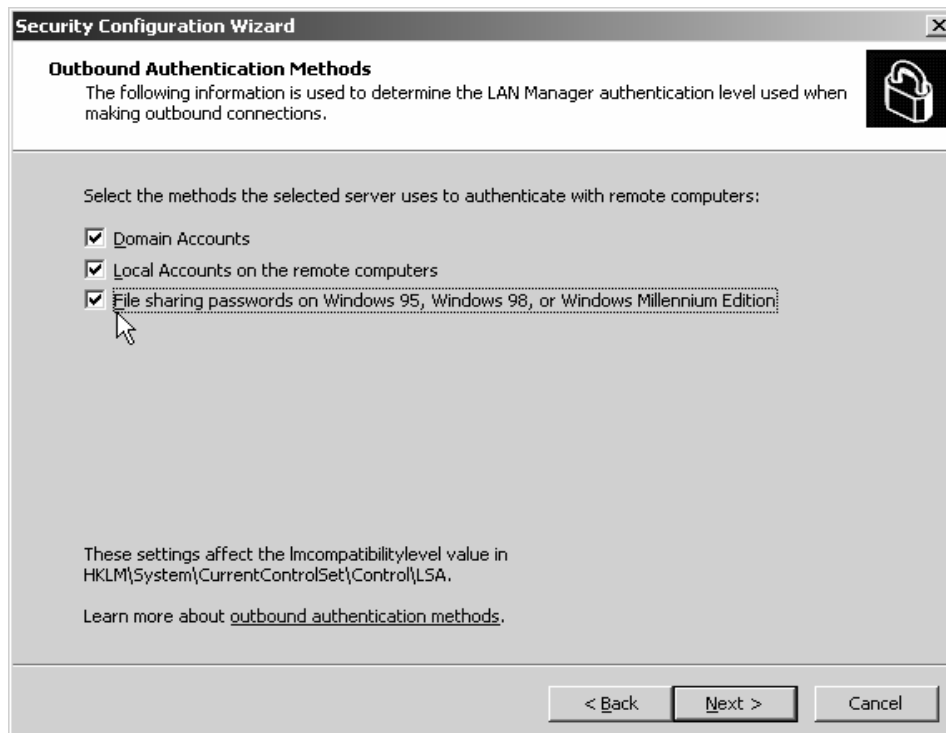 Security Configuration Wizard
Outbound Authentication Methods
The following information is used to determine the LAN Manager authentication level used when
making outbound connections.
Select the methods the selected server uses to authenticate with remote computers:
Domain Accounts
Local Accounts on the remote computers
File sharing passwords on Windows 95, Windows 98, or Windows Millennium Edition
These settings affect the lmcompatibilitylevel value in
HKLM\System\CurrentControlSet\Control\LSA.
Learn more about outbound authentication methods.
< Back Next > Cancel